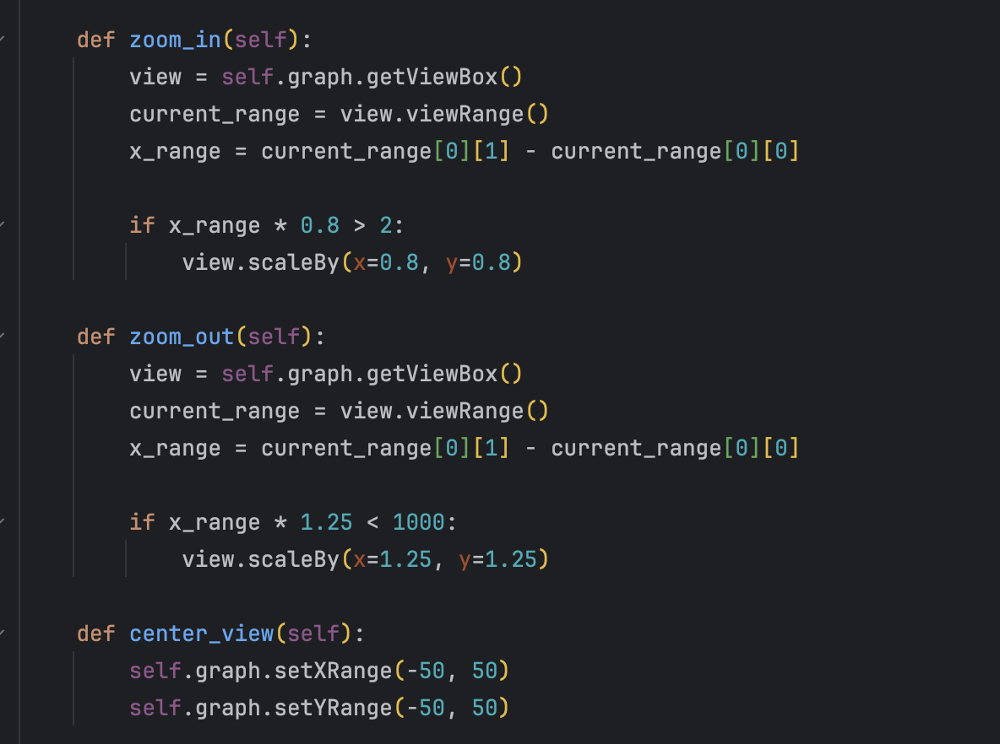 def zoom_in(self):
    view = self.graph.getViewBox()
    current_range = view.viewRange()
    x_range = current_range[0][1] - current_range[0][0]

    if x_range * 0.8 > 2:
        view.scaleBy(x=0.8, y=0.8)

def zoom_out(self):
    view = self.graph.getViewBox()
    current_range = view.viewRange()
    x_range = current_range[0][1] - current_range[0][0]

    if x_range * 1.25 < 1000:
        view.scaleBy(x=1.25, y=1.25)

def center_view(self):
    self.graph.setXRange(-50, 50)
    self.graph.setYRange(-50, 50)